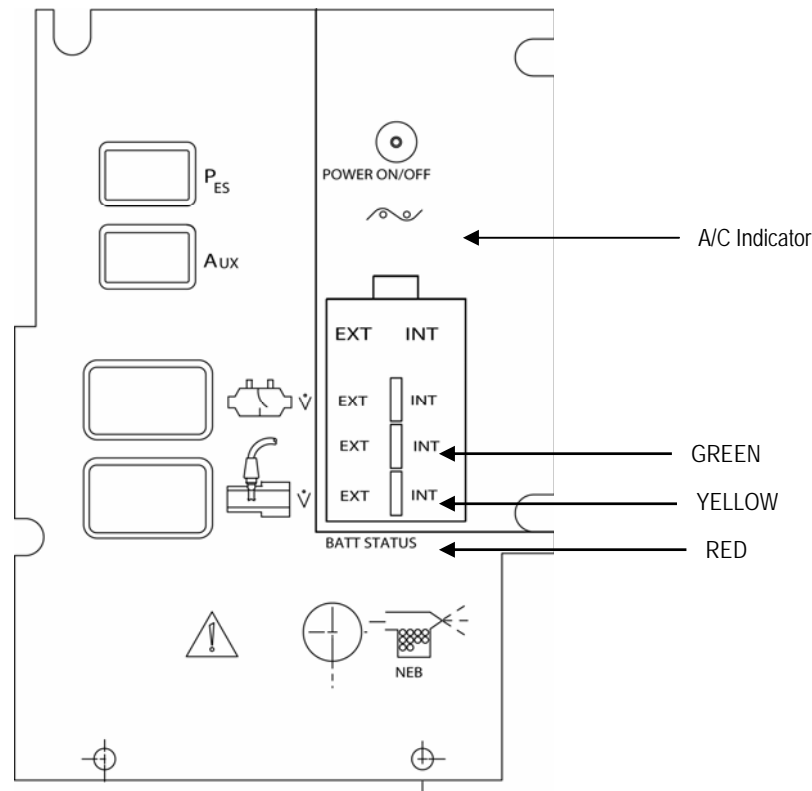 POWER ON/OFF
P ES
AUX
A/C Indicator
EXT INT
EXT INT
EXT INT
GREEN
EXT INT
YELLOW
BATT STATUS
RED
V̇
V̇
NEB